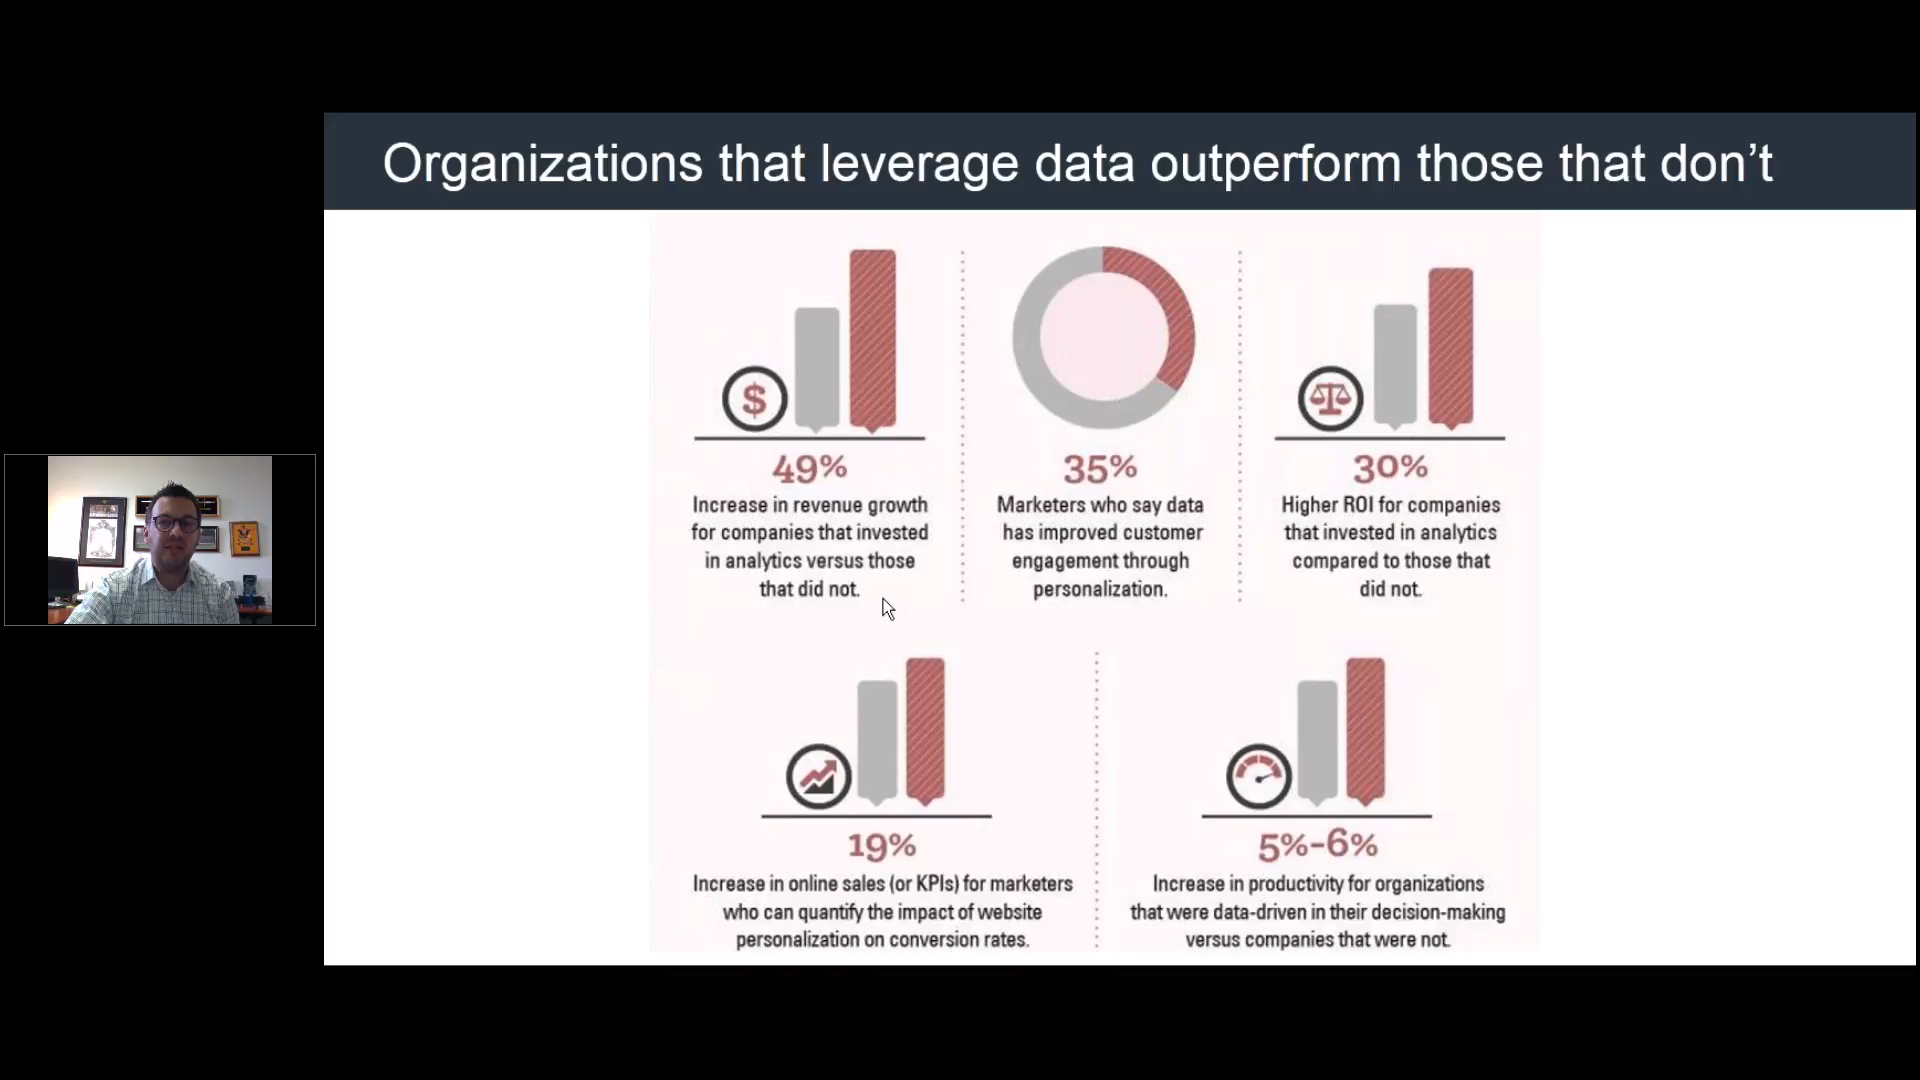 Organizations that leverage data outperform those that don’t
$
49%
Increase in revenue growth
for companies that invested
in analytics versus those
that did not.
35%
Marketers who say data
has improved customer
engagement through
personalization.
30%
Higher ROI for companies
that invested in analytics
compared to those that
did not.
19%
Increase in online sales (or KPIs) for marketers
who can quantify the impact of website
personalization on conversion rates.
5%-6%
Increase in productivity for organizations
that were data-driven in their decision-making
versus companies that were not.